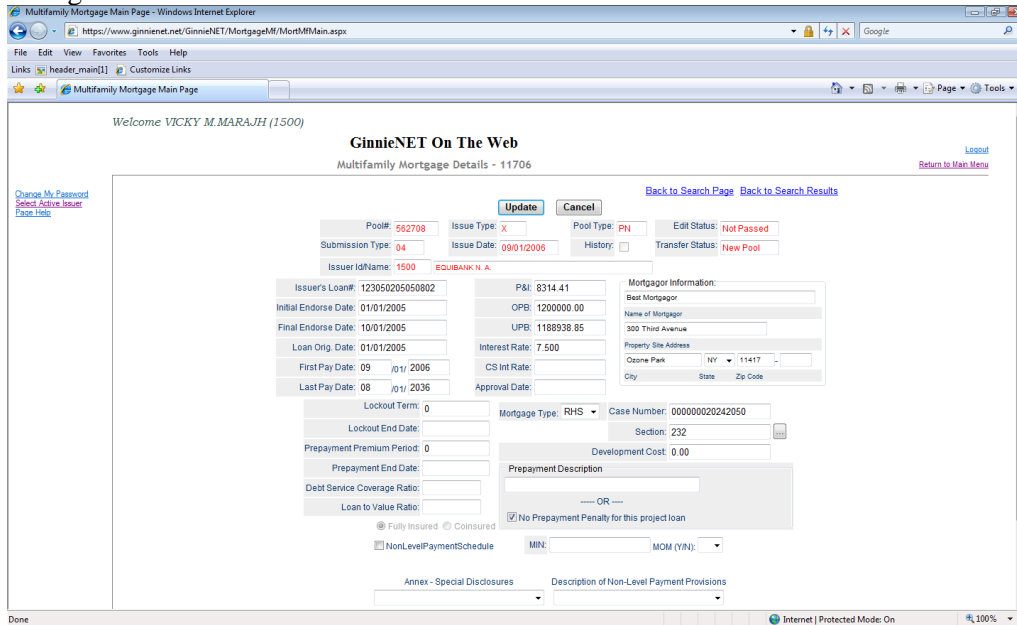 Multifamily Mortgage Main Page - Windows Internet Explorer
https://www.ginnienet.net/GinnieNET/MortgageMf/MortMfMain.aspx
Google
File Edit View Favorites Tools Help
Links header_main[1] Customize Links
Multifamily Mortgage Main Page
Page Tools
Welcome VICKY M.MARAJH (1500)
GinnieNET On The Web
Logout
Multifamily Mortgage Details - 11706
Return to Main Menu
Change My Password
Select Active Issuer
Page Help
Back to Search Page Back to Search Results
Update Cancel
Pool#: 562708 Issue Type: X Pool Type: PN Edit Status: Not Passed
Submission Type: 04 Issue Date: 09/01/2006 History: Transfer Status: New Pool
Issuer Id/Name: 1500 EQUIBANK N. A.
Issuer's Loan#: 123050205050802 P&I: 8314.41 Mortgagor Information:
Best Mortgagor
Initial Endorse Date: 01/01/2005 OPB: 1200000.00 Name of Mortgagor
Final Endorse Date: 10/01/2005 UPB: 1188938.85 300 Third Avenue
Loan Orig. Date: 01/01/2005 Interest Rate: 7.500 Property Site Address
First Pay Date: 09 /01/ 2006 CS Int Rate: Ozone Park NY 11417 -
City State Zip Code
Last Pay Date: 08 /01/ 2036 Approval Date:
Lockout Term: 0 Mortgage Type: RHS Case Number: 000000020242050
Lockout End Date: Section: 232 ...
Prepayment Premium Period: 0 Development Cost: 0.00
Prepayment End Date: Prepayment Description
Debt Service Coverage Ratio:
Loan to Value Ratio: ----- OR ----
No Prepayment Penalty for this project loan
Fully Insured Coinsured
NonLevelPaymentSchedule MIN: MOM (Y/N):
Annex - Special Disclosures Description of Non-Level Payment Provisions
Done Internet | Protected Mode: On 100%